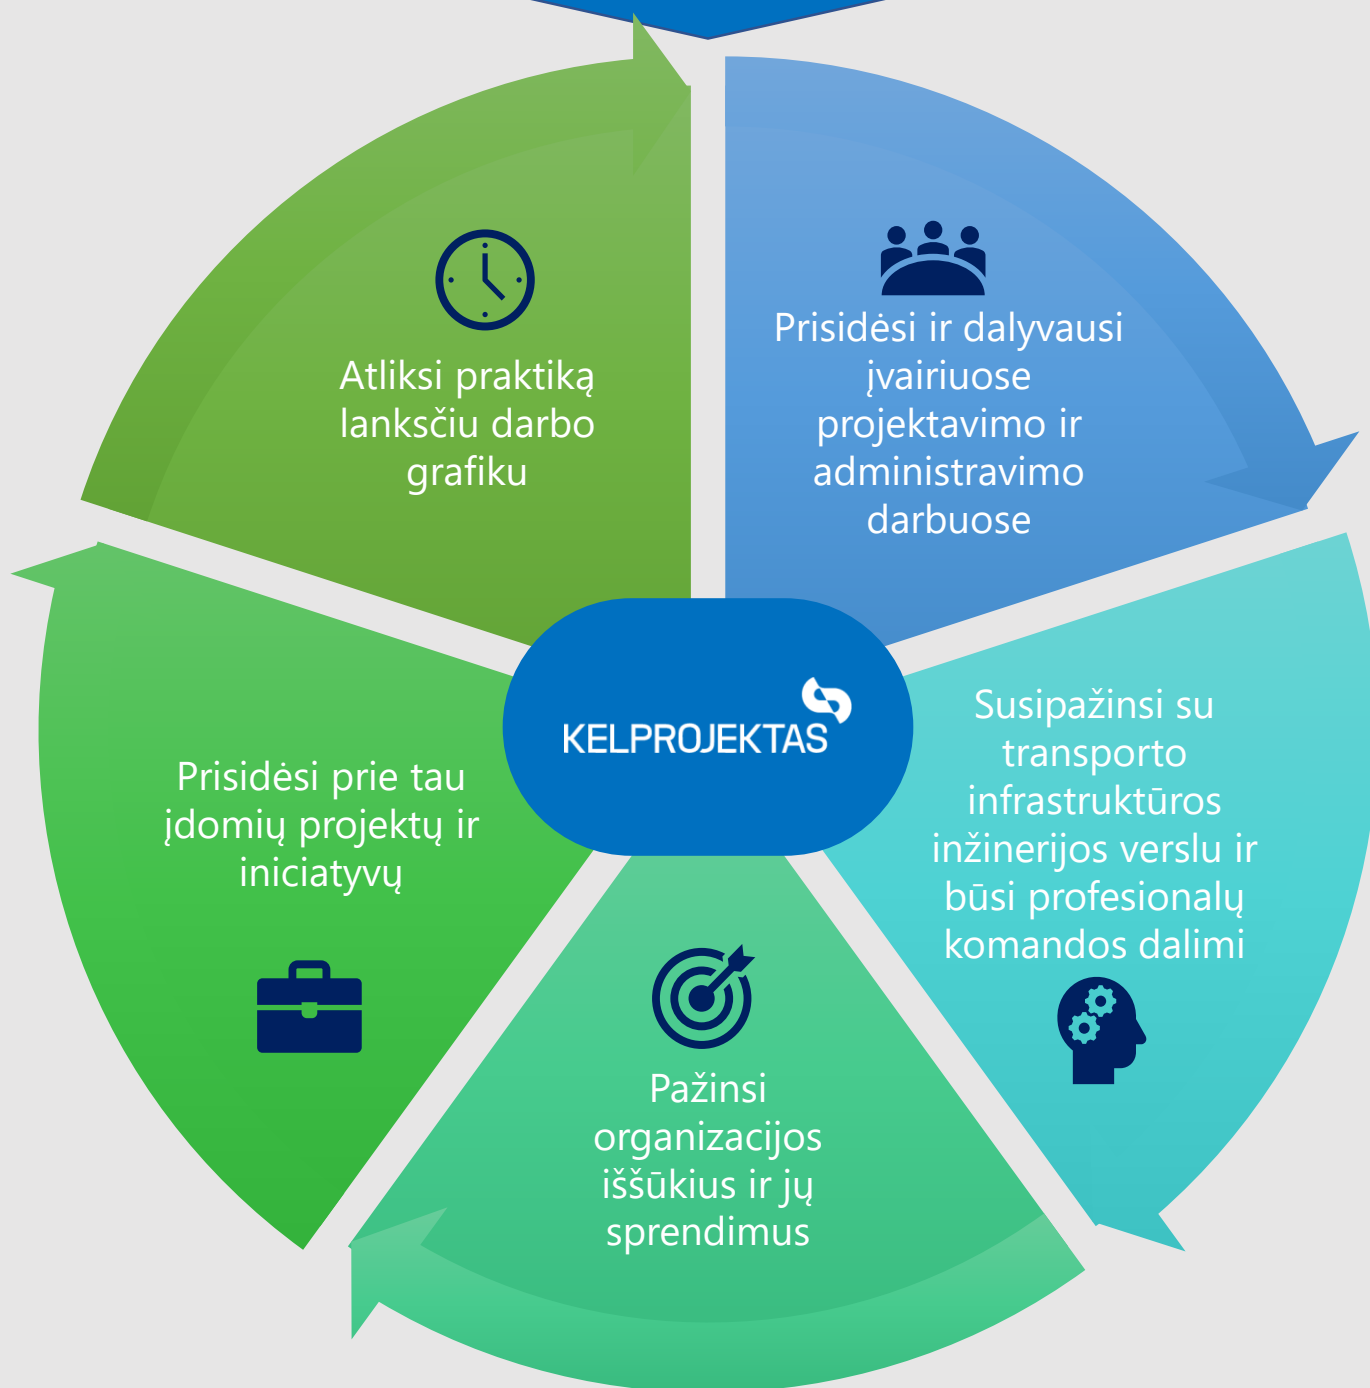 Atliksi praktiką
lanksčiu darbo
grafiku
Prisidėsi ir dalyvausi
įvairiuose
projektavimo ir
administravimo
darbuose
KELPROJEKTAS
Susipažinsi su
transporto
infrastruktūros
inžinerijos verslu ir
būsi profesionalų
komandos dalimi
Prisidėsi prie tau
įdomių projektų ir
iniciatyvų
Pažinsi
organizacijos
iššūkius ir jų
sprendimus